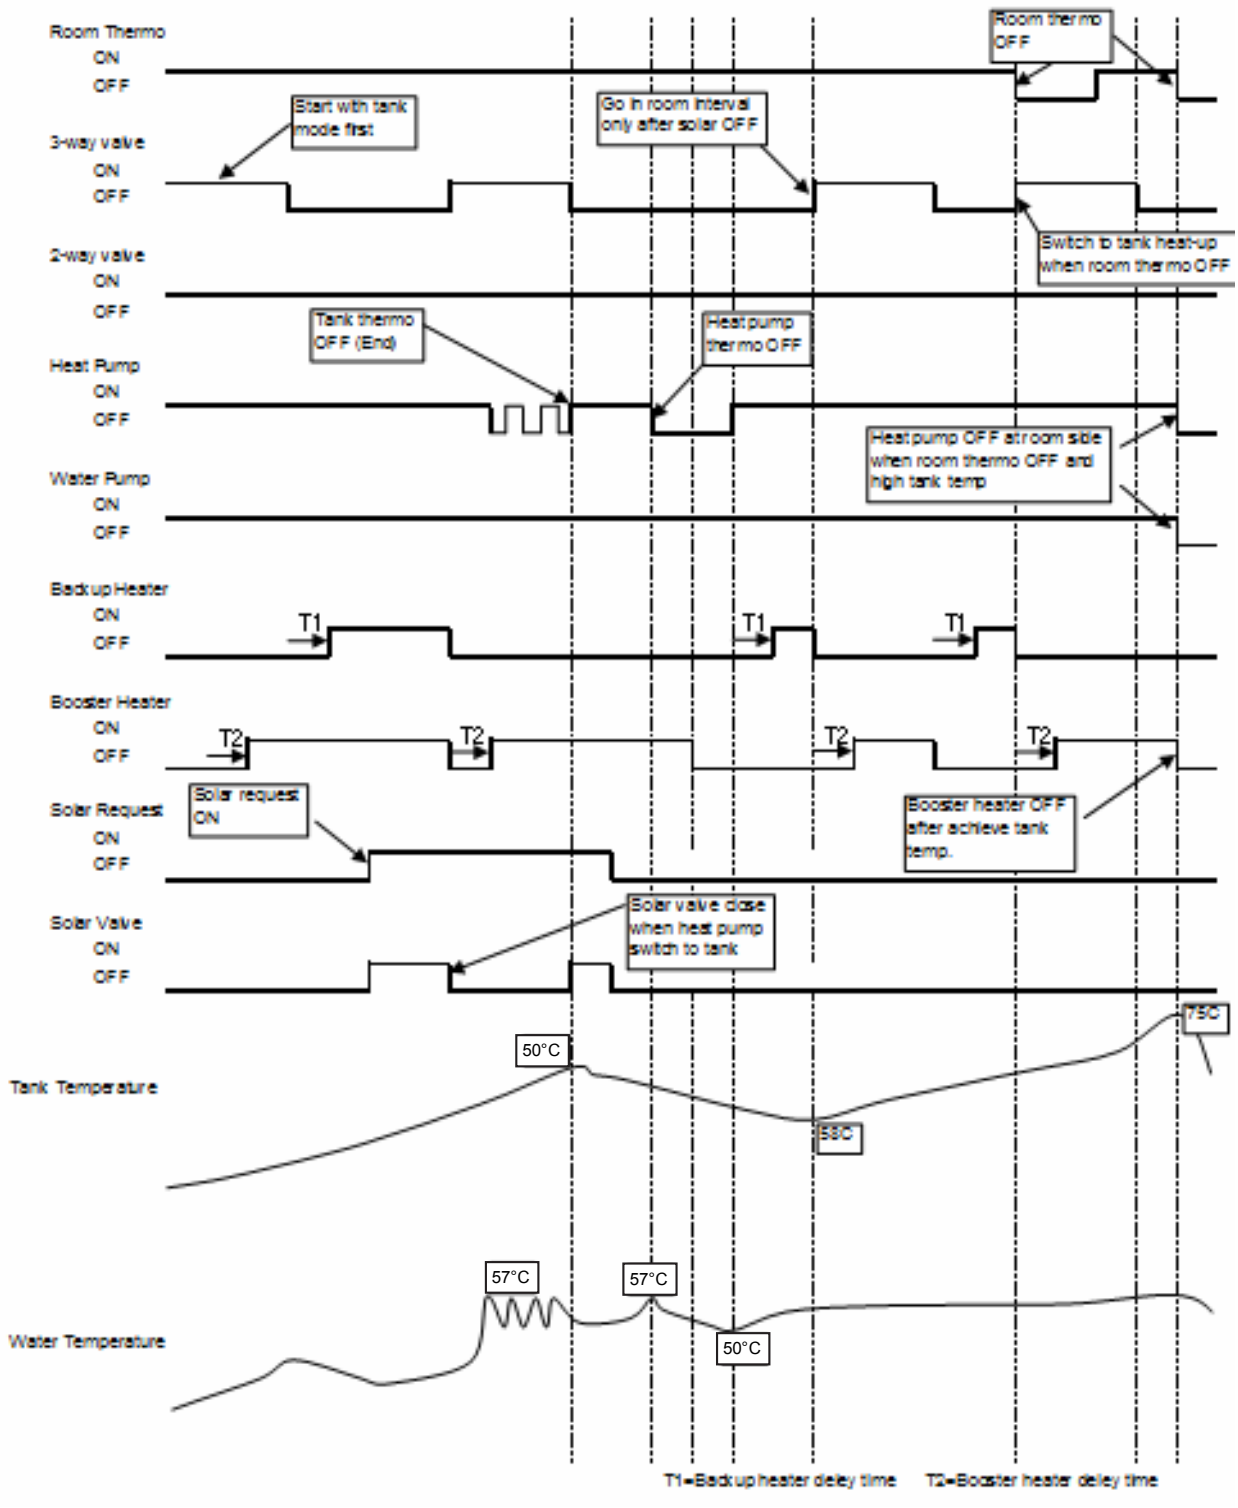 Room Thermo
ON
OFF
Room thermo
OFF
Start with tank
mode first
Go in room interval
only after solar OFF
3-way valve
ON
OFF
Switch to tank heat-up
when room thermo OFF
2-way valve
ON
OFF
Tank thermo
OFF (End)
Heat pump
thermo OFF
Heat Pump
ON
OFF
Heat pump OFF at room side
when room thermo OFF and
high tank temp
Water Pump
ON
OFF
Backup Heater
ON
OFF
T1
T1
T1
Booster Heater
ON
OFF
T2
T2
T2
T2
Solar request
ON
Booster heater OFF
after achieve tank
temp.
Solar Request
ON
OFF
Solar valve close
when heat pump
switch to tank
Solar Valve
ON
OFF
75C
50°C
Tank Temperature
58C
57°C
57°C
Water Temperature
50°C
T1=Backup heater deley time
T2=Booster heater deley time